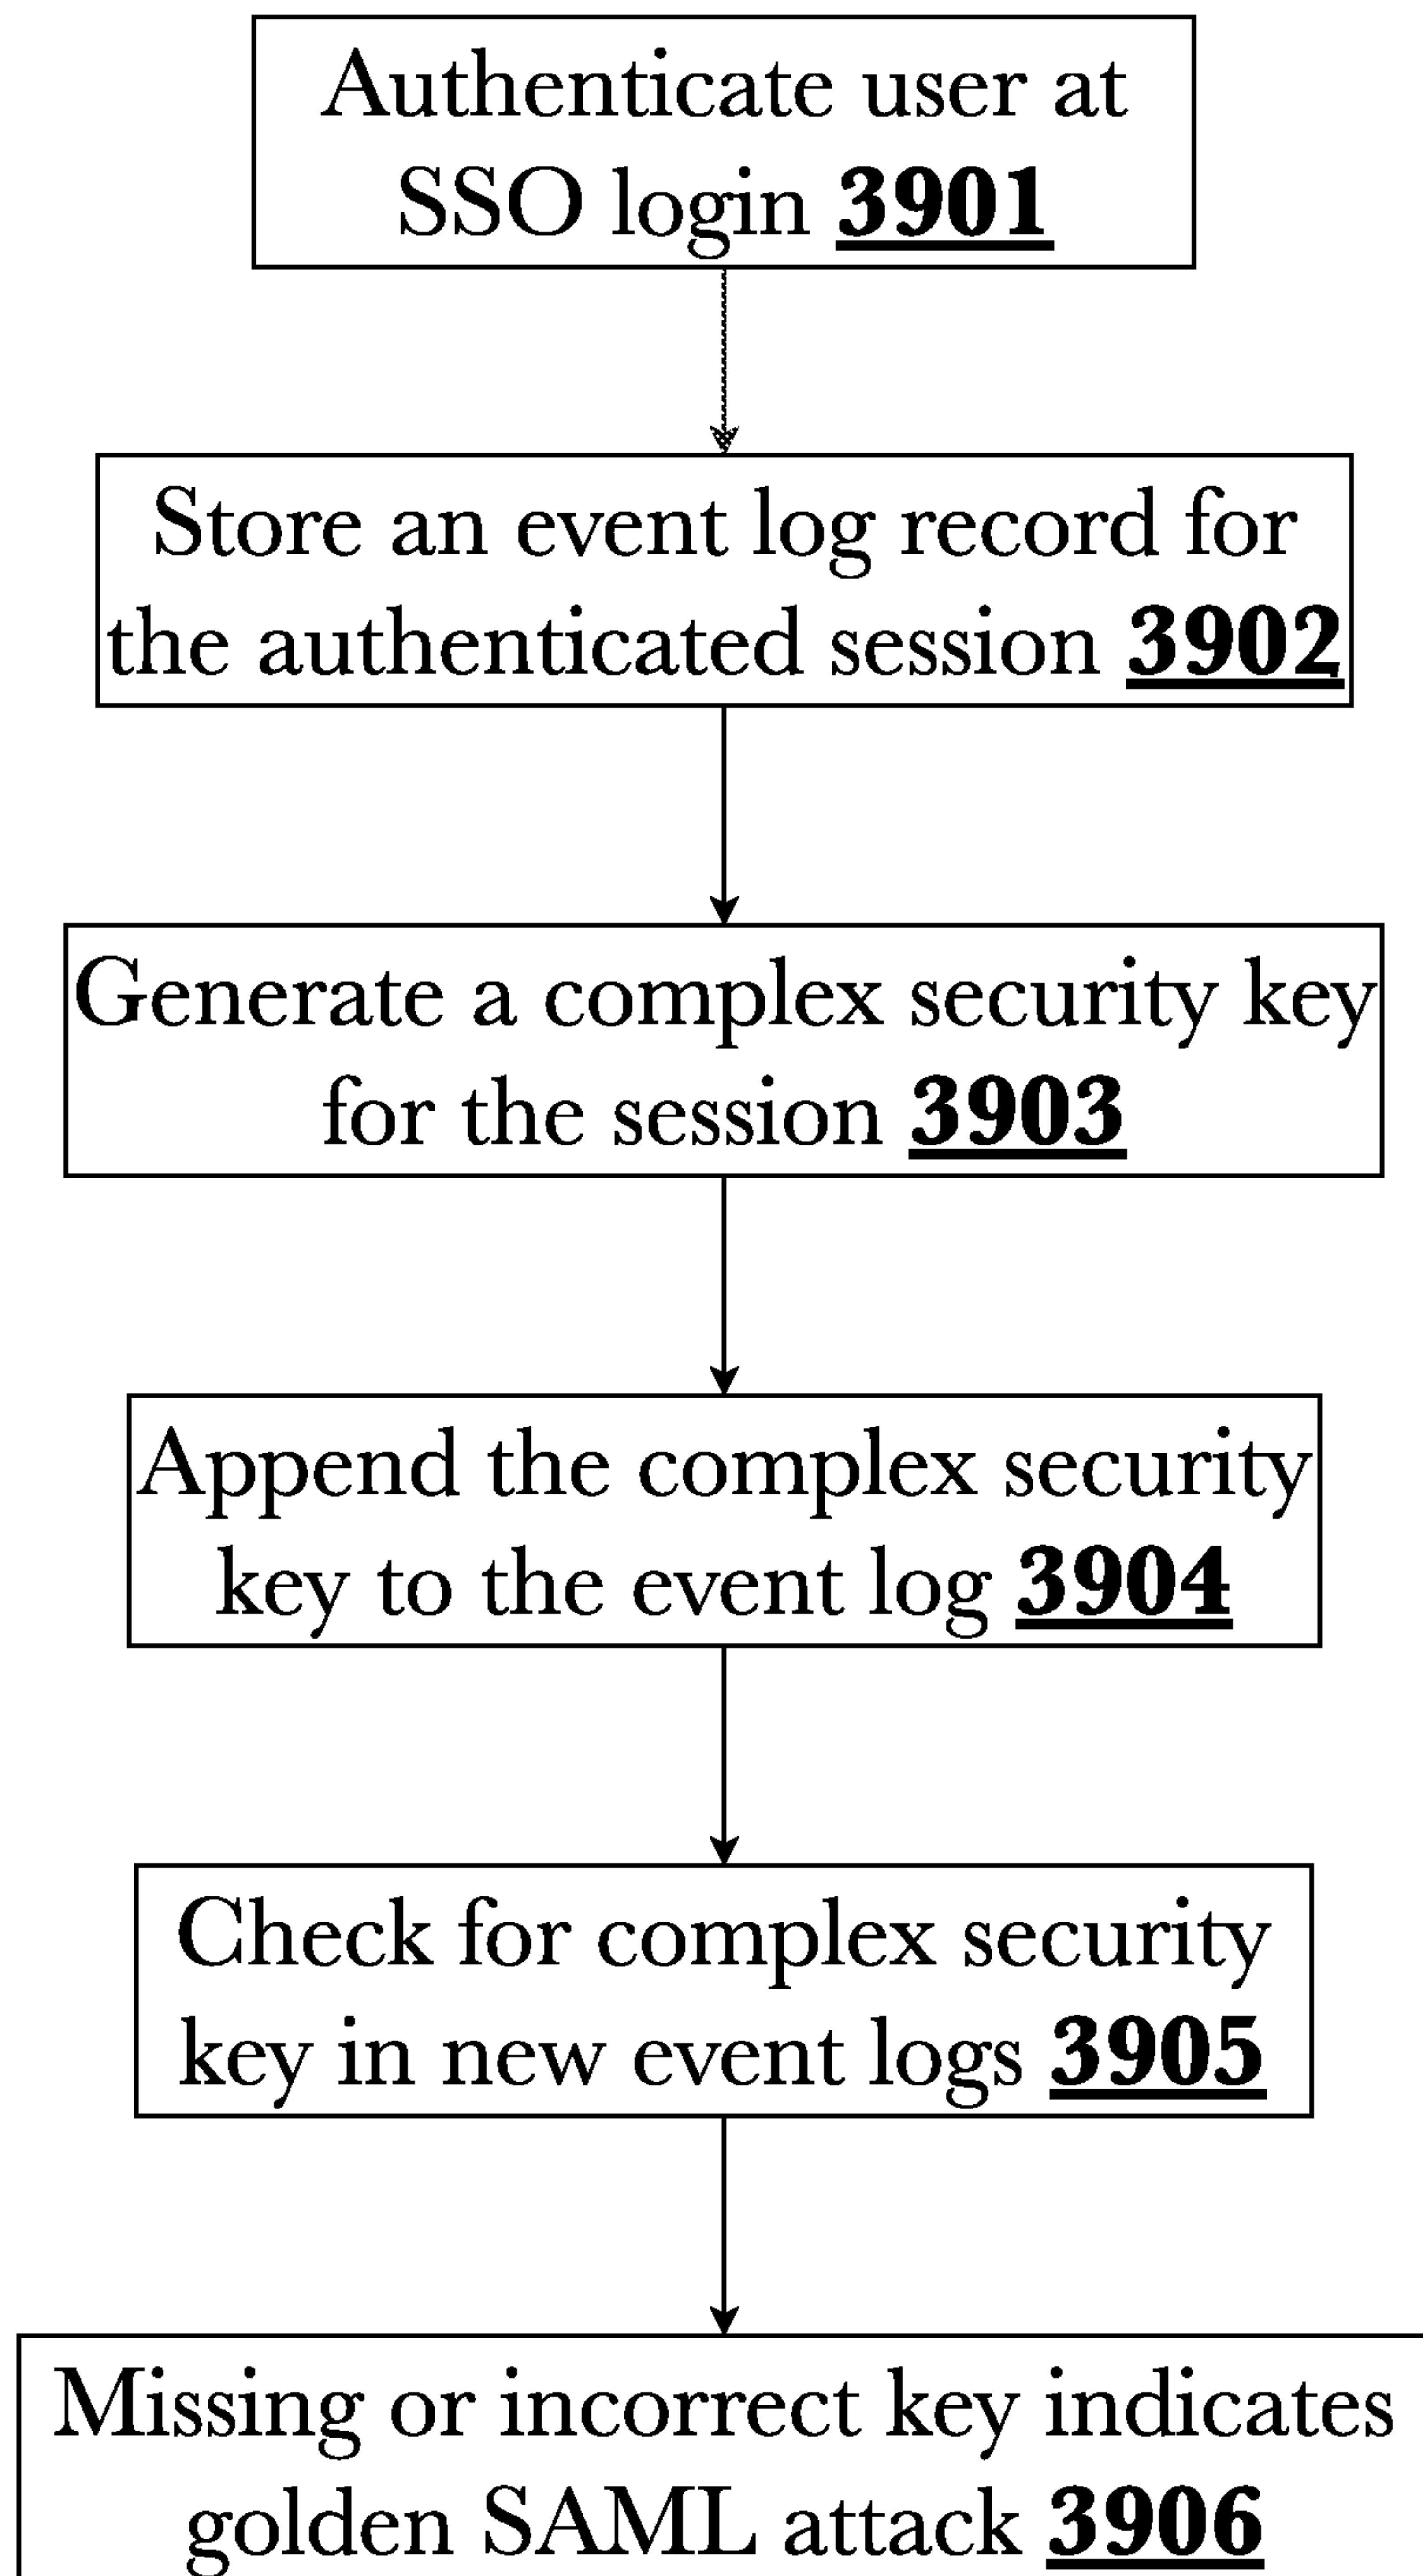 Authenticate user at
SSO login 3901
Store an event log record for
the authenticated session 3902
Generate a complex security key
for the session 3903
Append the complex security
key to the event log 3904
Check for complex security
key in new event logs 3905
Missing or incorrect key indicates
golden SAML attack 3906